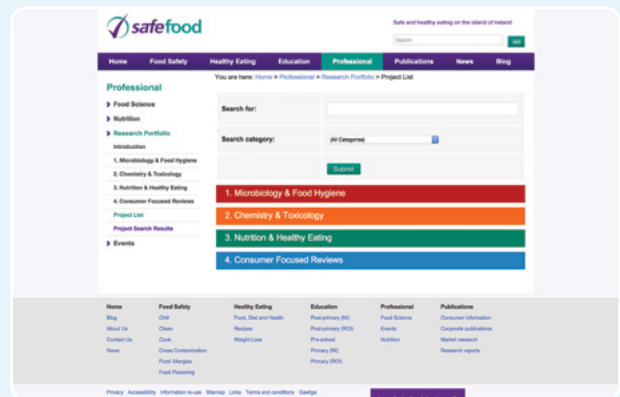 safefood
Safe and healthy eating on the island of Ireland
Search
GO
Home Food Safety Healthy Eating Education Professional Publications News Blog
You are here: Home > Professional > Research Portfolio > Project List
Professional
Food Science
Nutrition
Research Portfolio
Introduction
1. Microbiology & Food Hygiene
2. Chemistry & Toxicology
3. Nutrition & Healthy Eating
4. Consumer Focused Reviews
Project List
Project Search Results
Events
Search for:
Search category: (All Categories)
Submit
1. Microbiology & Food Hygiene
2. Chemistry & Toxicology
3. Nutrition & Healthy Eating
4. Consumer Focused Reviews
Home Food Safety Healthy Eating Education Professional Publications
Blog Chill Food, Diet and Health Post-primary (NI) Food Science Consumer information
About Us Clean Recipes Post-primary (ROI) Events Corporate publications
Contact Us Cook Weight Loss Pre-school Nutrition Market research
News Cross Contamination Primary (NI) Research reports
Food Allergies Primary (ROI)
Food Poisoning
Privacy Accessibility Information re-use Sitemap Links Terms and conditions Gaeilge